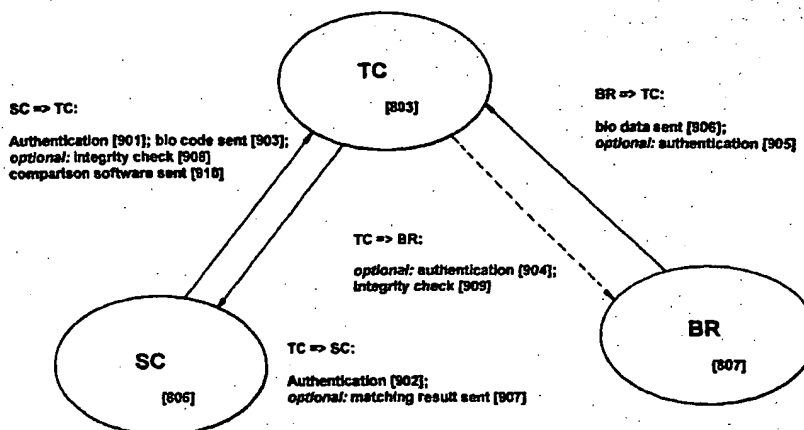 TC
[803]
SC => TC:
Authentication [901]; bio code sent [903];
optional: integrity check [908]
comparison software sent [910]
BR => TC:
bio data sent [906];
optional: authentication [905]
TC => BR:
optional: authentication [904];
integrity check [909]
SC
[806]
TC => SC:
Authentication [902];
optional: matching result sent [907]
BR
[807]